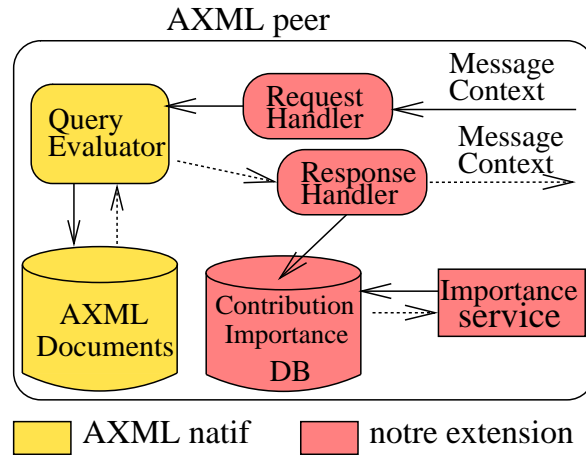 AXML peer
Message
Context
Request
Handler
Query
Evaluator
Message
Context
Response
Handler
AXML
Documents
Contribution
Importance
DB
Importance
service
AXML natif
notre extension